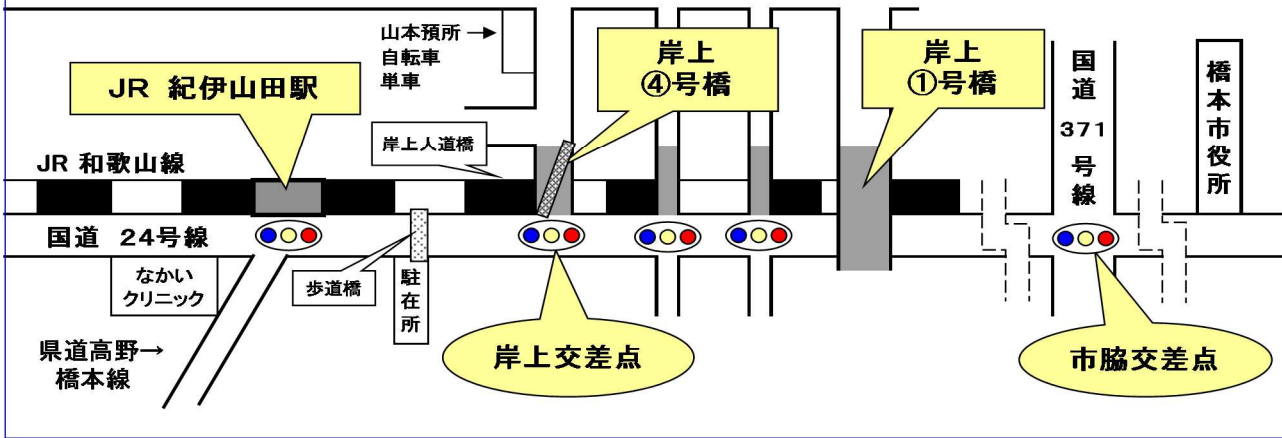 山本預所→
自転車
単車
岸上
④号橋
岸上
①号橋
国道
371
号線
橋本市役所
JR 紀伊山田駅
岸上人道橋
JR 和歌山線
国道 24号線
なかい
クリニック
歩道橋
駐在所
県道高野→
橋本線
岸上交差点
市脇交差点